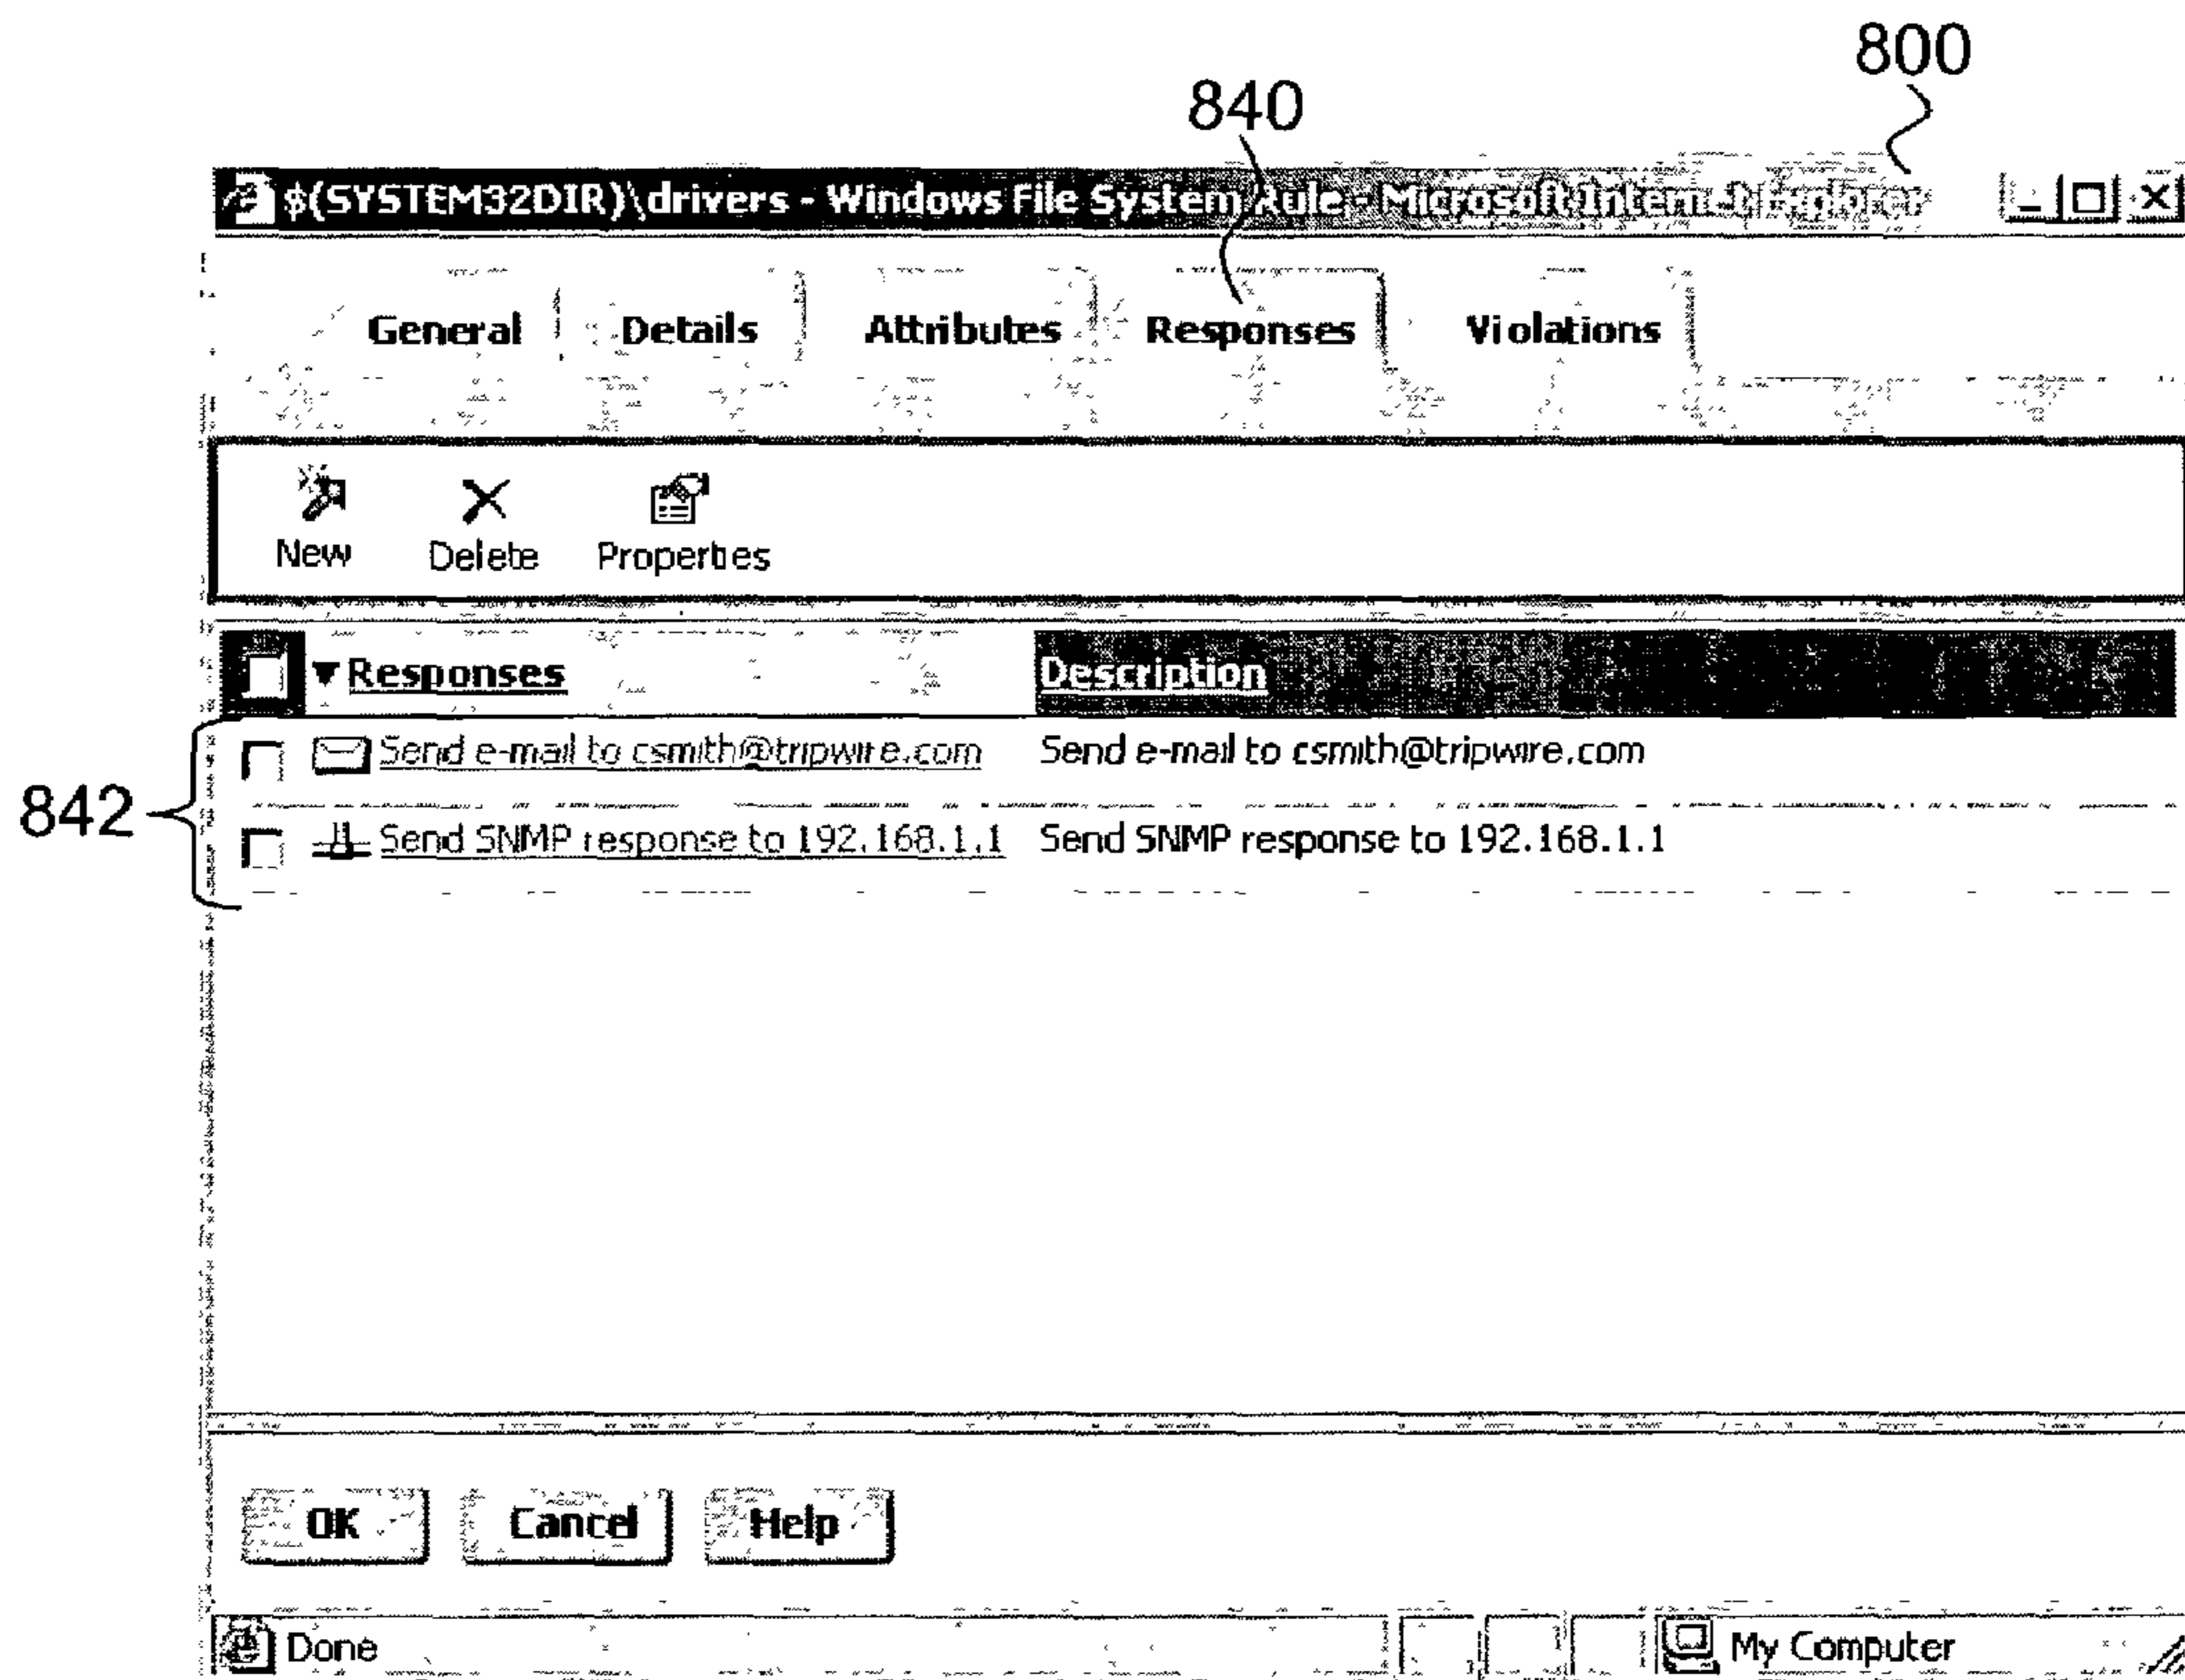 800
840
$(SYSTEM32DIR)\drivers - Windows File System Rule - Microsoft Internet Explorer
General Details Attributes Responses Violations
New Delete Properties
Responses Description
842
Send e-mail to csmith@tripwire.com Send e-mail to csmith@tripwire.com
Send SNMP response to 192.168.1.1 Send SNMP response to 192.168.1.1
OK Cancel Help
Done My Computer